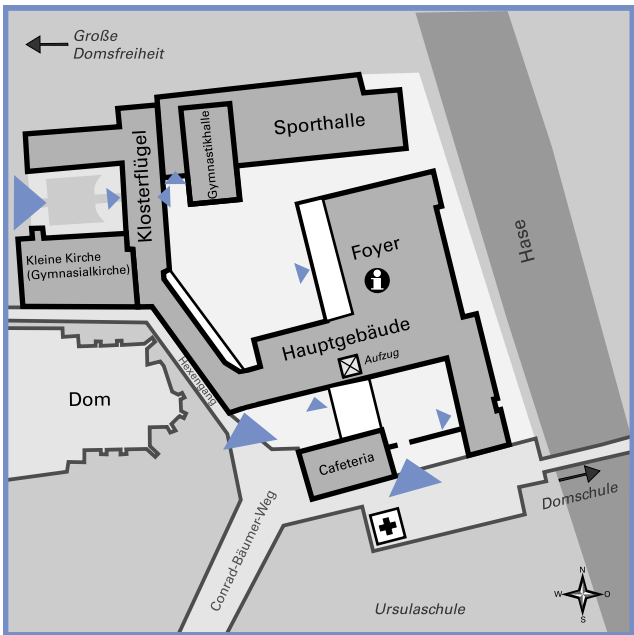 Große
Domsfreiheit
Sporthalle
Gymnastikhalle
Klosterflügel
Kleine Kirche
(Gymnasialkirche)
Foyer
i
Hase
Hauptgebäude
Aufzug
Hexengang
Dom
Cafeteria
Domschule
Conrad-Bäumer-Weg
Ursulaschule
N
W
O
S